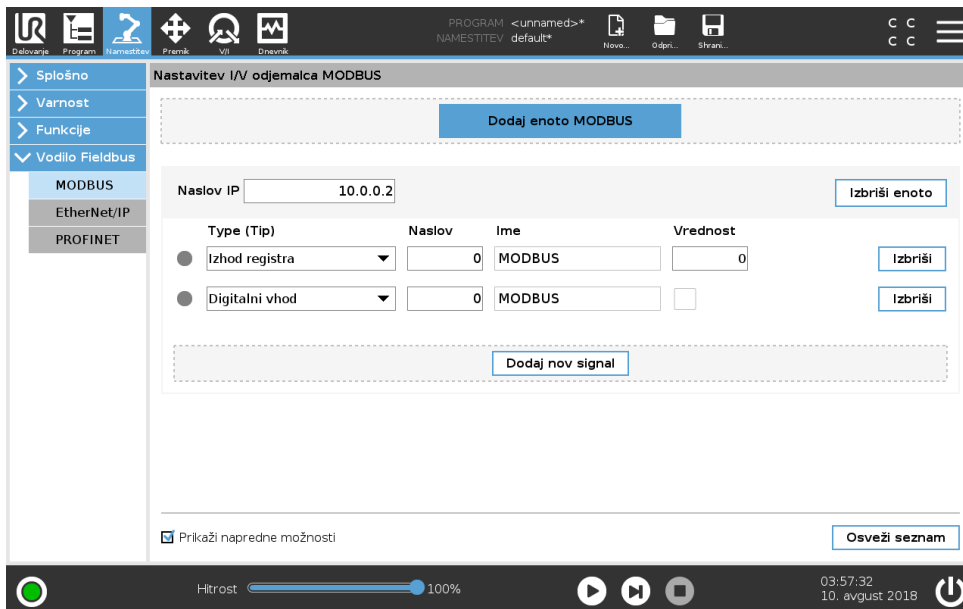 PROGRAM <unnamed>*
NAMESTITEV default*
C C
C C
Delovanje Program Namestitev Premik V/I Dnevnik Novo... Odpri... Shrani...
Splošno
Varnost
Funkcije
Vodilo Fieldbus
MODBUS
EtherNet/IP
PROFINET
Nastavitev I/V odjemalca MODBUS
Dodaj enoto MODBUS
Naslov IP 10.0.0.2 Izbriši enoto
Type (Tip) Naslov Ime Vrednost
Izhod registra 0 MODBUS 0 Izbriši
Digitalni vhod 0 MODBUS Izbriši
Dodaj nov signal
Prikaži napredne možnosti Osveži seznam
Hitrost 100% 03:57:32
10. avgust 2018